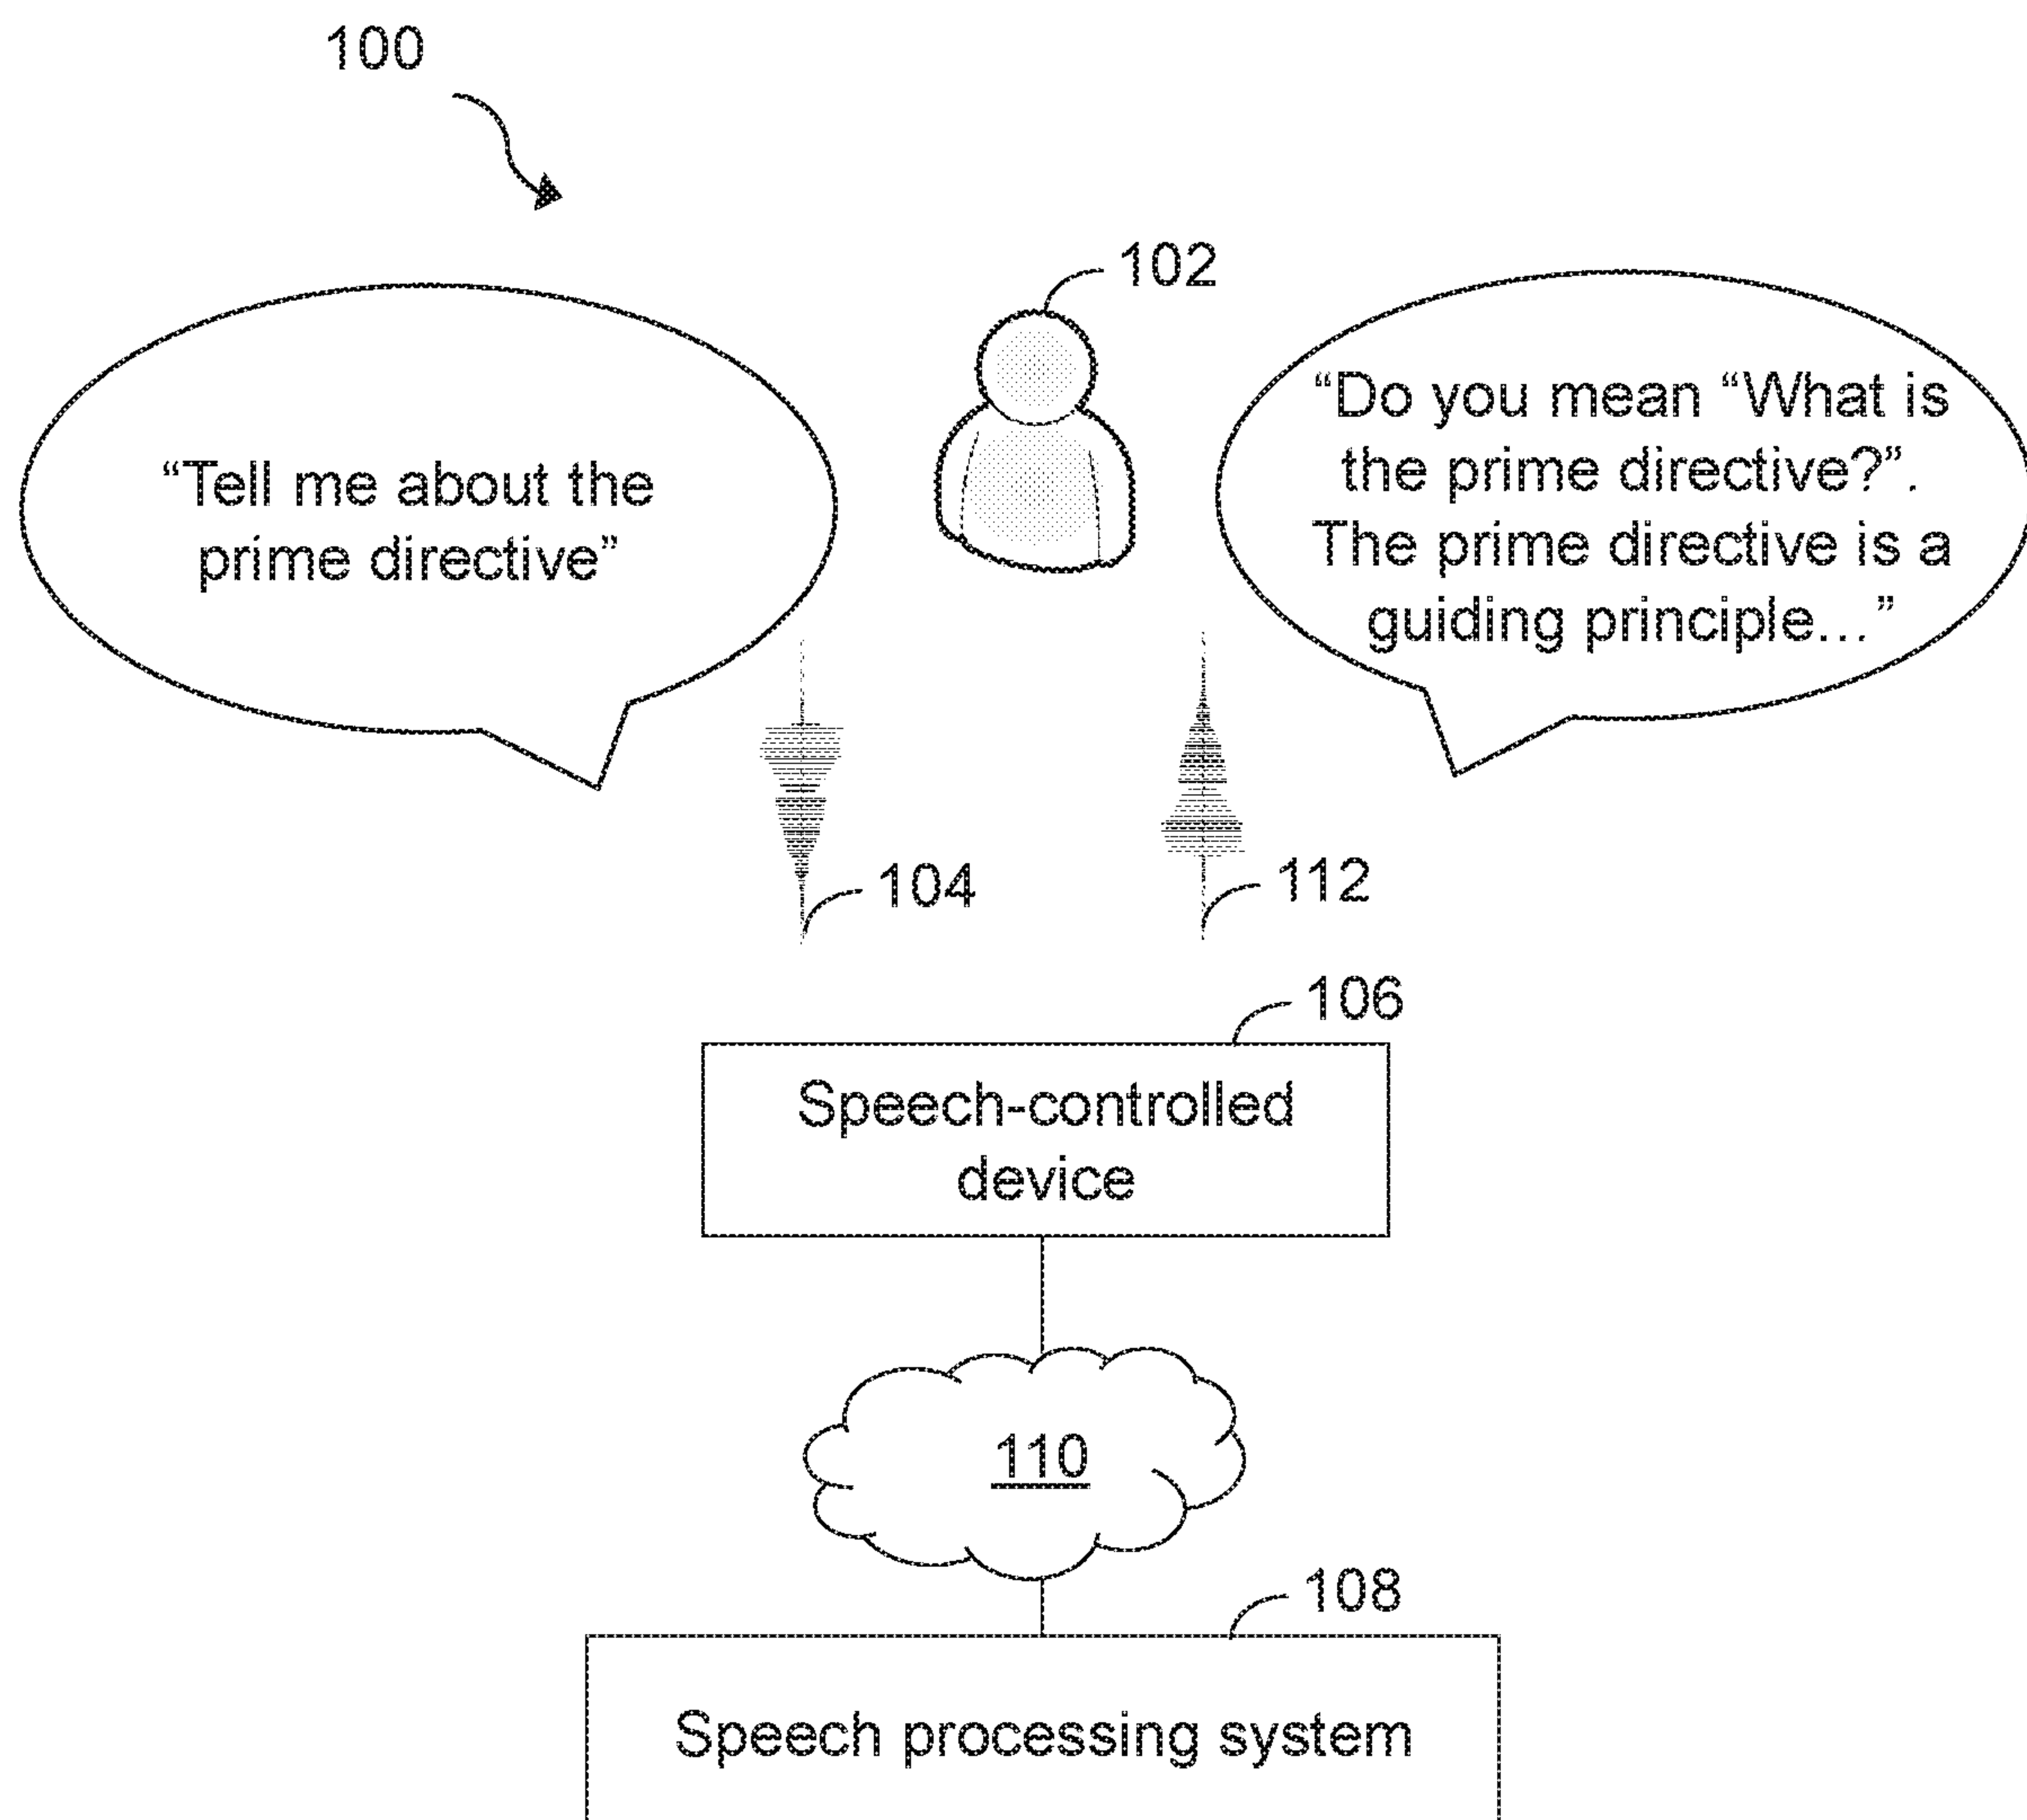 100
102
“Tell me about the
prime directive”
“Do you mean “What is
the prime directive?”.
The prime directive is a
guiding principle...”
104
112
106
Speech-controlled
device
110
108
Speech processing system